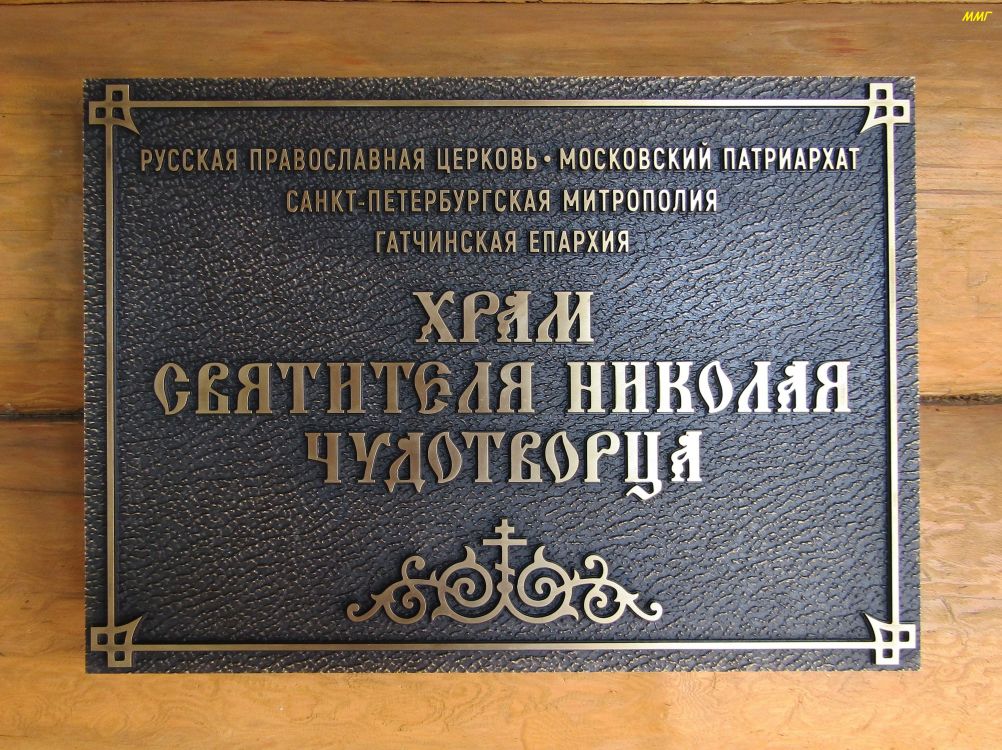 ММГ
РУССКАЯ ПРАВОСЛАВНАЯ ЦЕРКОВЬ • МОСКОВСКИЙ ПАТРИАРХАТ
САНКТ-ПЕТЕРБУРГСКАЯ МИТРОПОЛИЯ
ГАТЧИНСКАЯ ЕПАРХИЯ
ХРАМ
СВЯТИТЕЛЯ НИКОЛАЯ
ЧУДОТВОРЦА